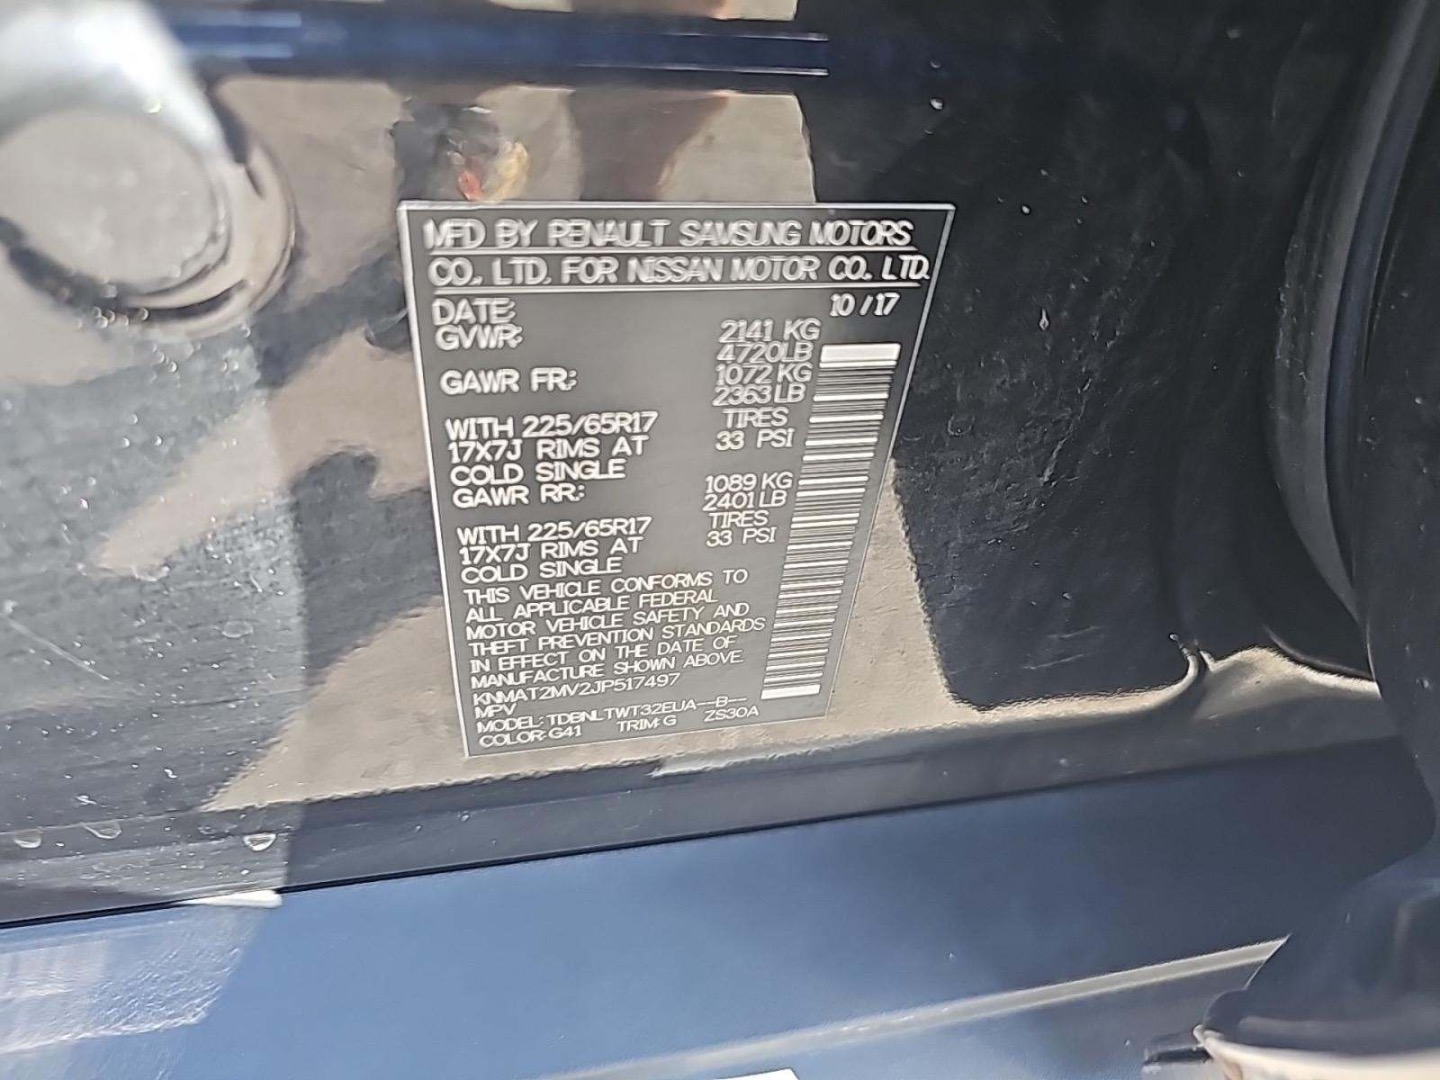 MFD BY RENAULT SAMSUNG MOTORS
CO., LTD. FOR NISSAN MOTOR CO., LTD.
DATE: 10 / 17
GVWR: 2141 KG
4720LB
GAWR FR.: 1072 KG
2363LB
WITH 225/65R17 TIRES
17X7J RIMS AT 33 PSI
COLD SINGLE
GAWR RR.: 1089 KG
2401LB
WITH 225/65R17 TIRES
17X7J RIMS AT 33 PSI
COLD SINGLE
THIS VEHICLE CONFORMS TO
ALL APPLICABLE FEDERAL
MOTOR VEHICLE SAFETY AND
THEFT PREVENTION STANDARDS
IN EFFECT ON THE DATE OF
MANUFACTURE SHOWN ABOVE.
KNMAT2MV2JP517497
MPV
MODEL: TDBNLTWT32EUA--B--
COLOR: G41 TRIM: G ZS30A